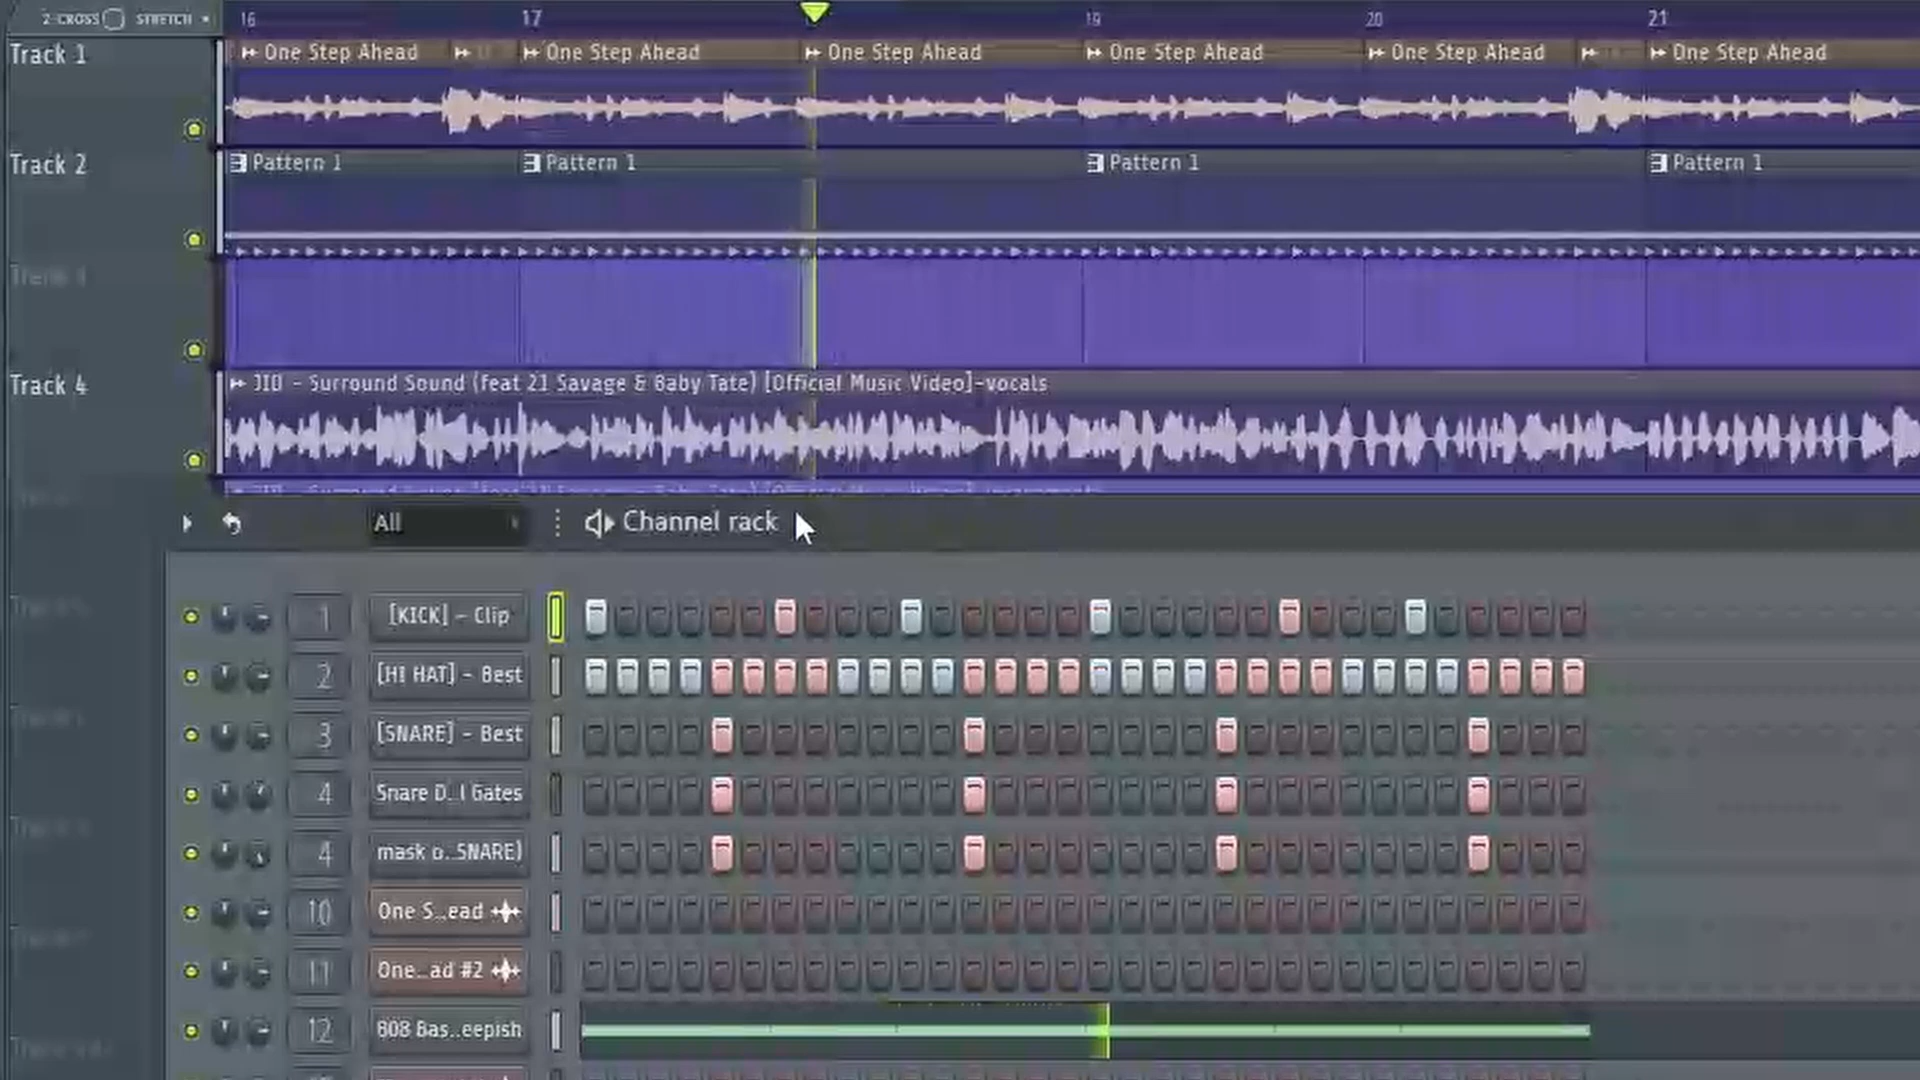 2-CROSS STRETCH
16 17 19 20 21
Track 1
One Step Ahead One Step Ahead One Step Ahead One Step Ahead One Step Ahead One Step Ahead
Track 2
Pattern 1 Pattern 1 Pattern 1 Pattern 1
Track 4
JID - Surround Sound (feat 21 Savage & Baby Tate) [Official Music Video]-vocals
All
Channel rack
1 [KICK] - Clip
2 [HI HAT] - Best
3 [SNARE] - Best
4 Snare D..l Gates
4 mask o..SNARE)
10 One S..ead
11 One..ad #2
12 808 Bas..eepish